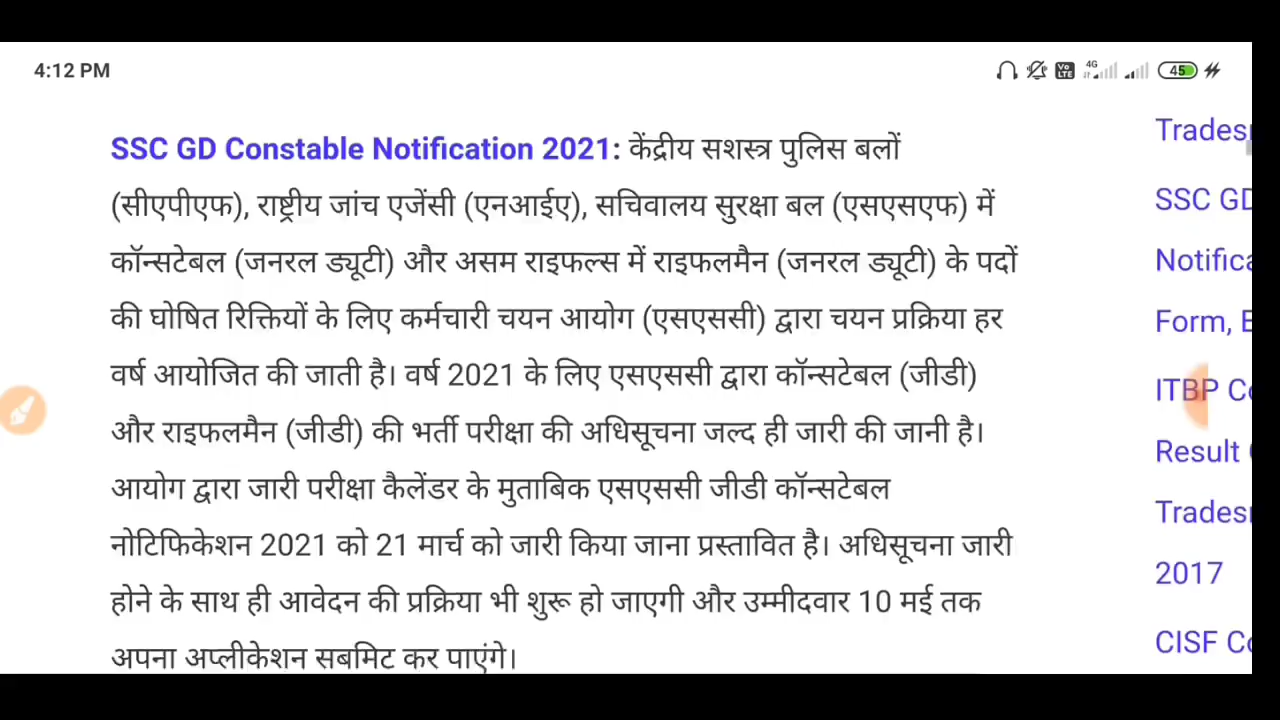 4:12 PM
Vo LTE
4G
45
SSC GD Constable Notification 2021: केंद्रीय सशस्त्र पुलिस बलों
(सीएपीएफ), राष्ट्रीय जांच एजेंसी (एनआईए), सचिवालय सुरक्षा बल (एसएसएफ) में
कॉन्सटेबल (जनरल ड्यूटी) और असम राइफल्स में राइफलमैन (जनरल ड्यूटी) के पदों
की घोषित रिक्तियों के लिए कर्मचारी चयन आयोग (एसएससी) द्वारा चयन प्रक्रिया हर
वर्ष आयोजित की जाती है। वर्ष 2021 के लिए एसएससी द्वारा कॉन्सटेबल (जीडी)
और राइफलमैन (जीडी) की भर्ती परीक्षा की अधिसूचना जल्द ही जारी की जानी है।
आयोग द्वारा जारी परीक्षा कैलेंडर के मुताबिक एसएससी जीडी कॉन्सटेबल
नोटिफिकेशन 2021 को 21 मार्च को जारी किया जाना प्रस्तावित है। अधिसूचना जारी
होने के साथ ही आवेदन की प्रक्रिया भी शुरू हो जाएगी और उम्मीदवार 10 मई तक
अपना अप्लीकेशन सबमिट कर पाएंगे।
SSC
Form,
ITBP
Result
2017
CISF